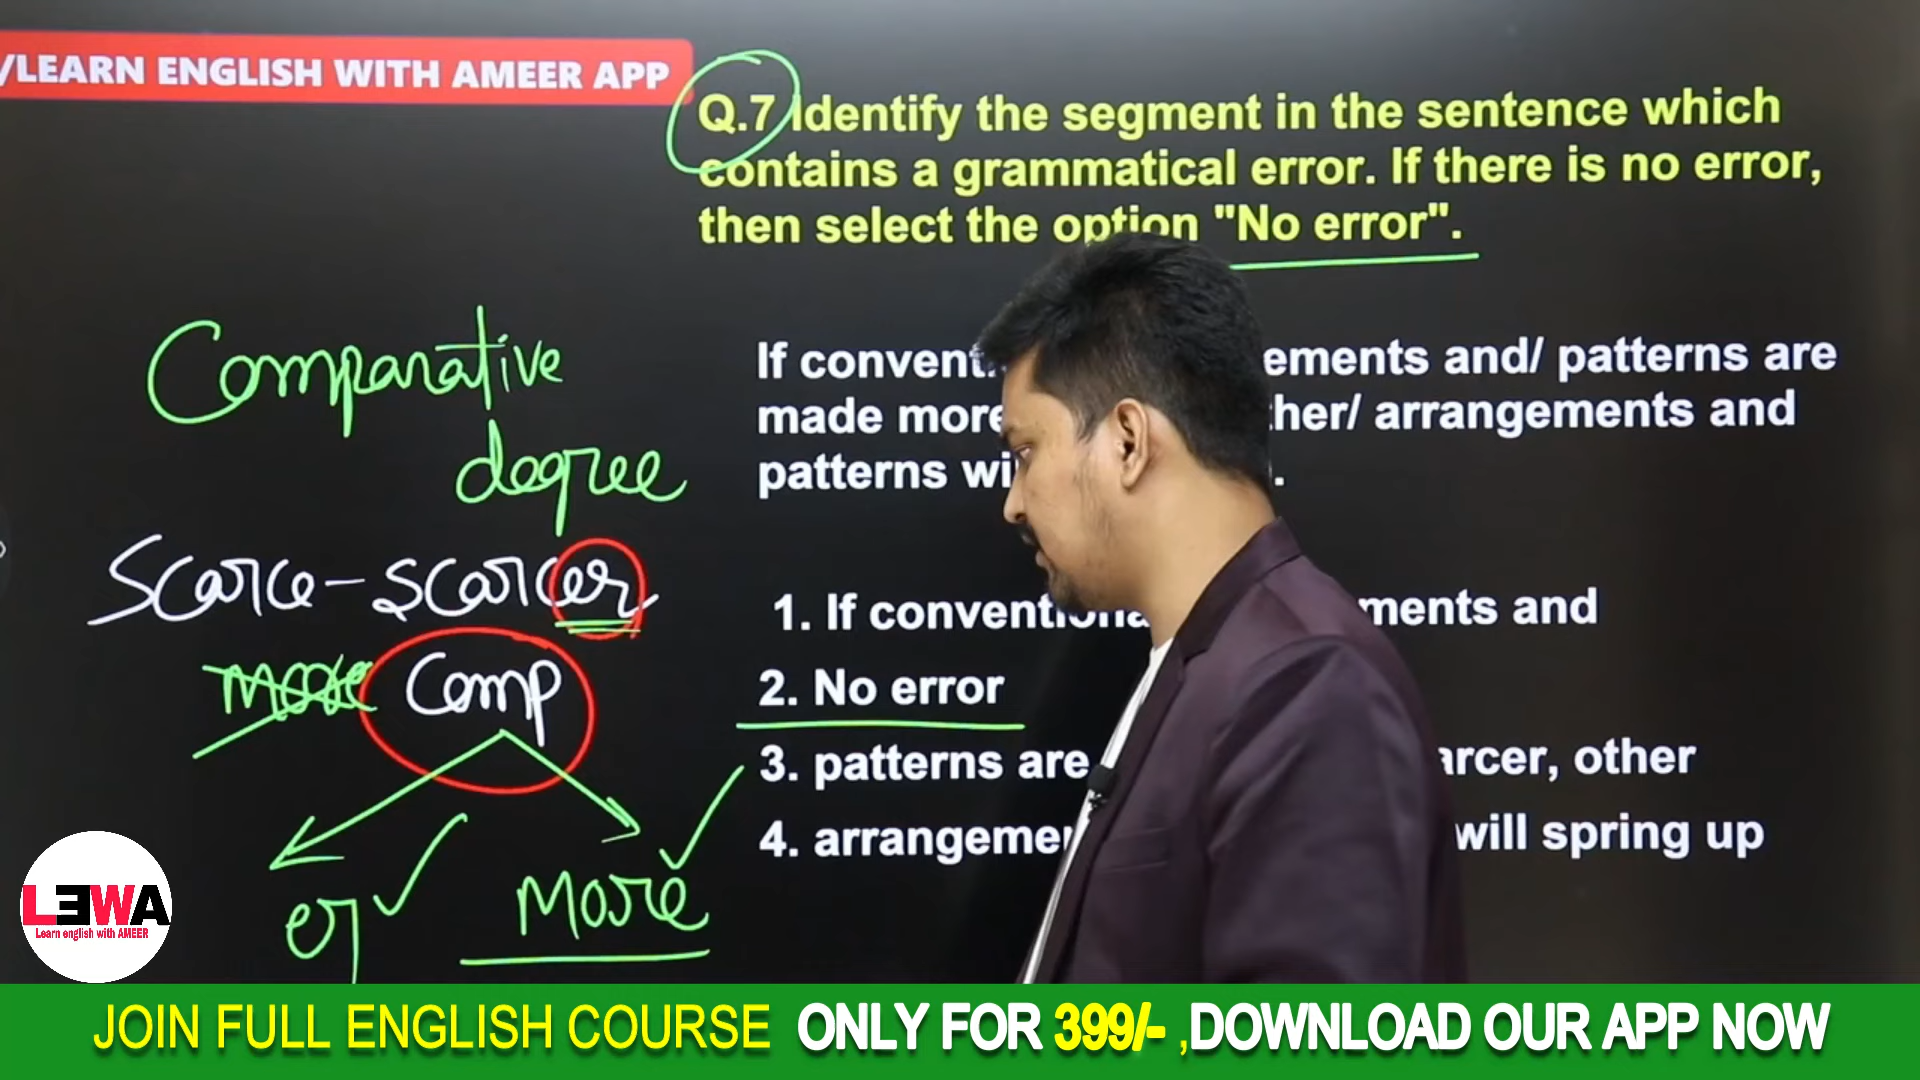 /LEARN ENGLISH WITH AMEER APP
Q.7 Identify the segment in the sentence which
contains a grammatical error. If there is no error,
then select the option "No error".
If convent ements and/ patterns are
made more ther/ arrangements and
patterns wi .
1. If conventiona ments and
2. No error
3. patterns are arcer, other
4. arrangemen will spring up
Comparative
degree
Scarce - scarcer
more Comp
er more
LEWA
Learn english with AMEER
JOIN FULL ENGLISH COURSE ONLY FOR 399/- ,DOWNLOAD OUR APP NOW